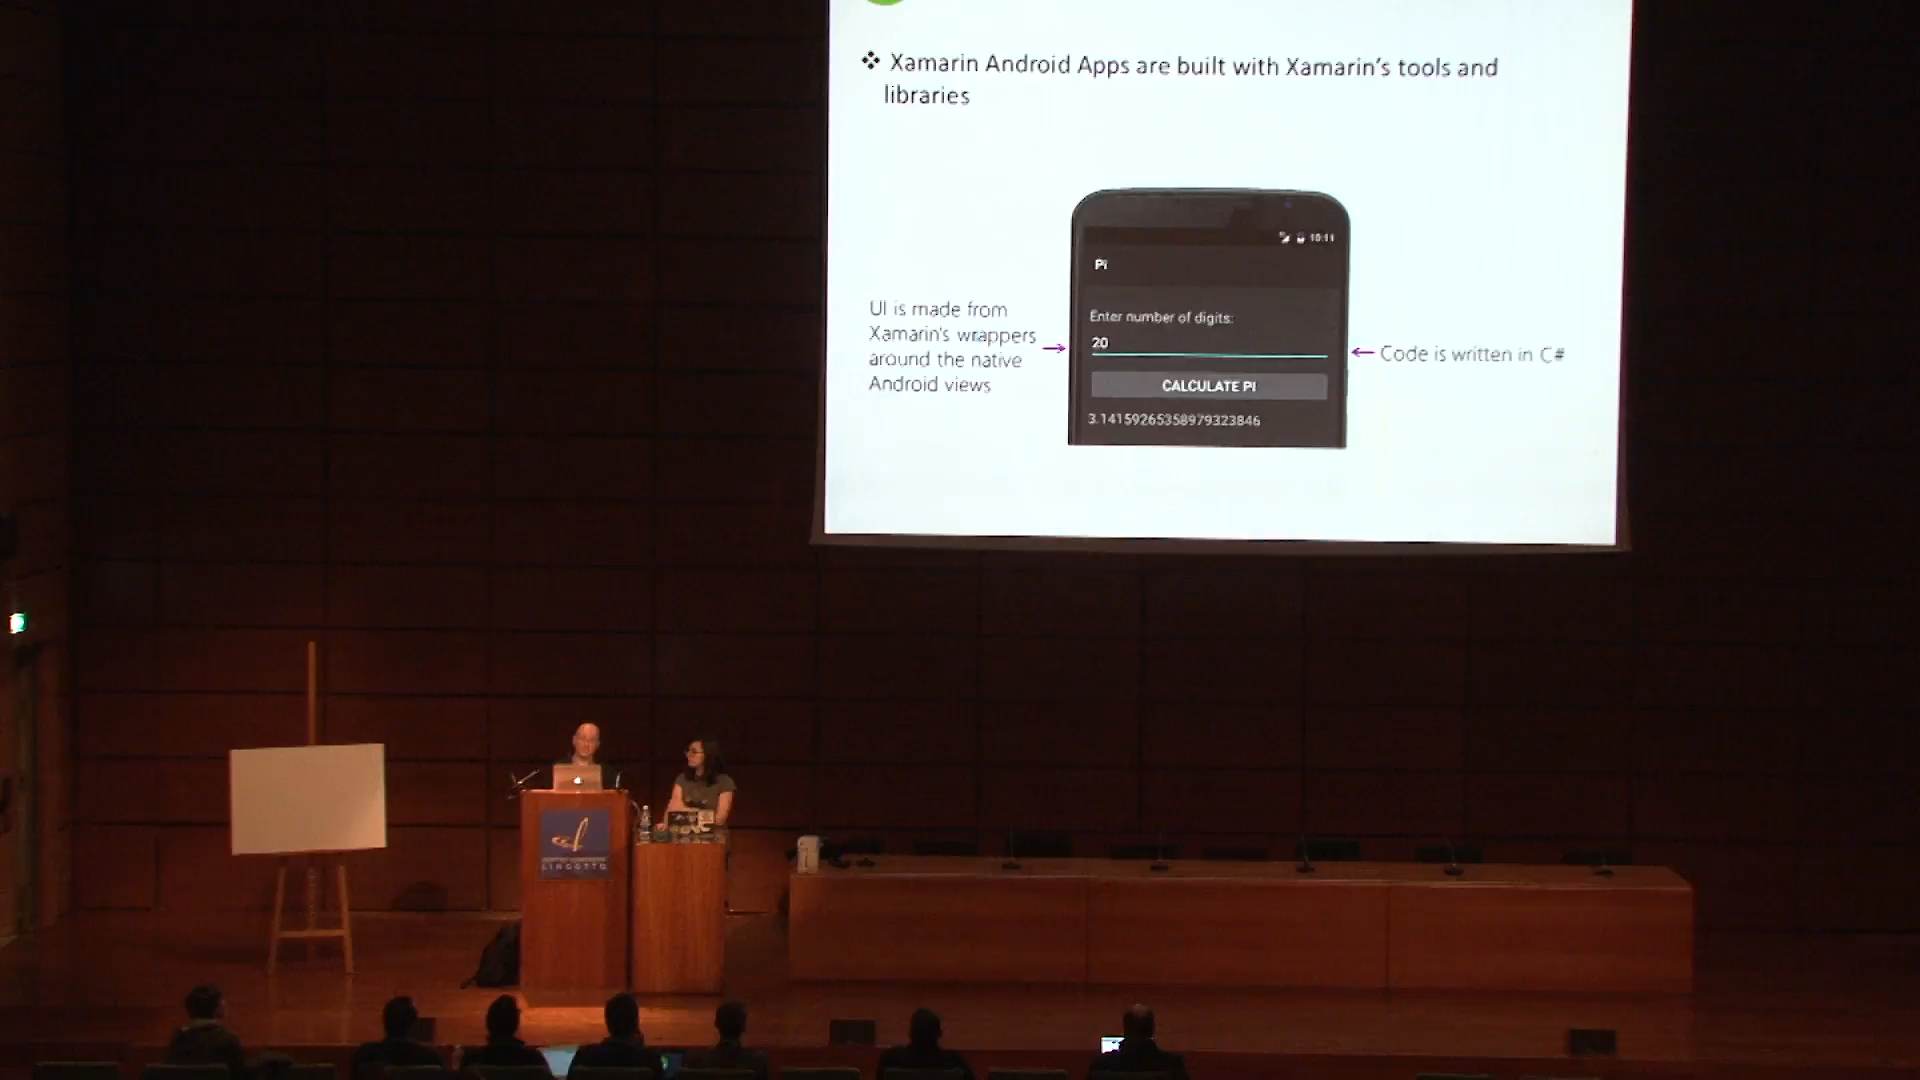 ❖ Xamarin Android Apps are built with Xamarin's tools and
libraries
10:11
Pi
Enter number of digits:
20
CALCULATE PI
3.14159265358979323846
UI is made from
Xamarin's wrappers
around the native
Android views
Code is written in C#
LINGOTTO